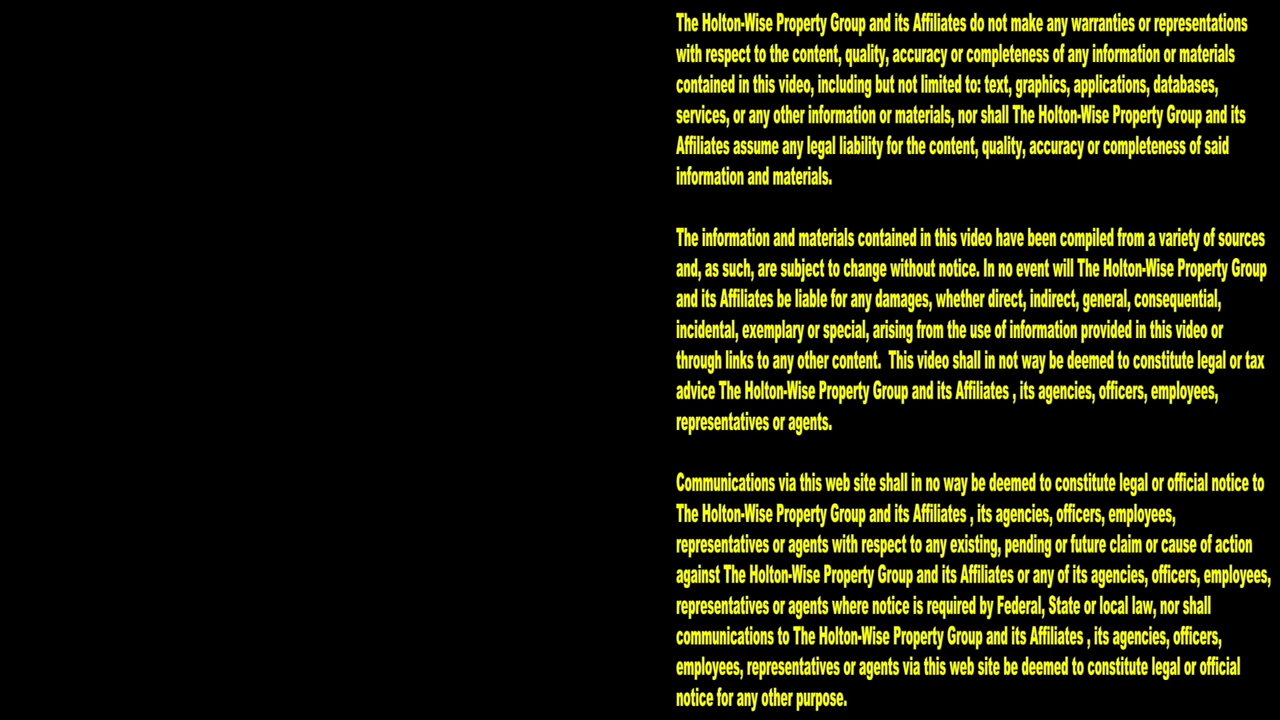 The Holton-Wise Property Group and its Affiliates do not make any warranties or representations
with respect to the content, quality, accuracy or completeness of any information or materials
contained in this video, including but not limited to: text, graphics, applications, databases,
services, or any other information or materials, nor shall The Holton-Wise Property Group and its
Affiliates assume any legal liability for the content, quality, accuracy or completeness of said
information and materials.
The information and materials contained in this video have been compiled from a variety of sources
and, as such, are subject to change without notice. In no event will The Holton-Wise Property Group
and its Affiliates be liable for any damages, whether direct, indirect, general, consequential,
incidental, exemplary or special, arising from the use of information provided in this video or
through links to any other content.  This video shall in not way be deemed to constitute legal or tax
advice The Holton-Wise Property Group and its Affiliates , its agencies, officers, employees,
representatives or agents.
Communications via this web site shall in no way be deemed to constitute legal or official notice to
The Holton-Wise Property Group and its Affiliates , its agencies, officers, employees,
representatives or agents with respect to any existing, pending or future claim or cause of action
against The Holton-Wise Property Group and its Affiliates or any of its agencies, officers, employees,
representatives or agents where notice is required by Federal, State or local law, nor shall
communications to The Holton-Wise Property Group and its Affiliates , its agencies, officers,
employees, representatives or agents via this web site be deemed to constitute legal or official
notice for any other purpose.